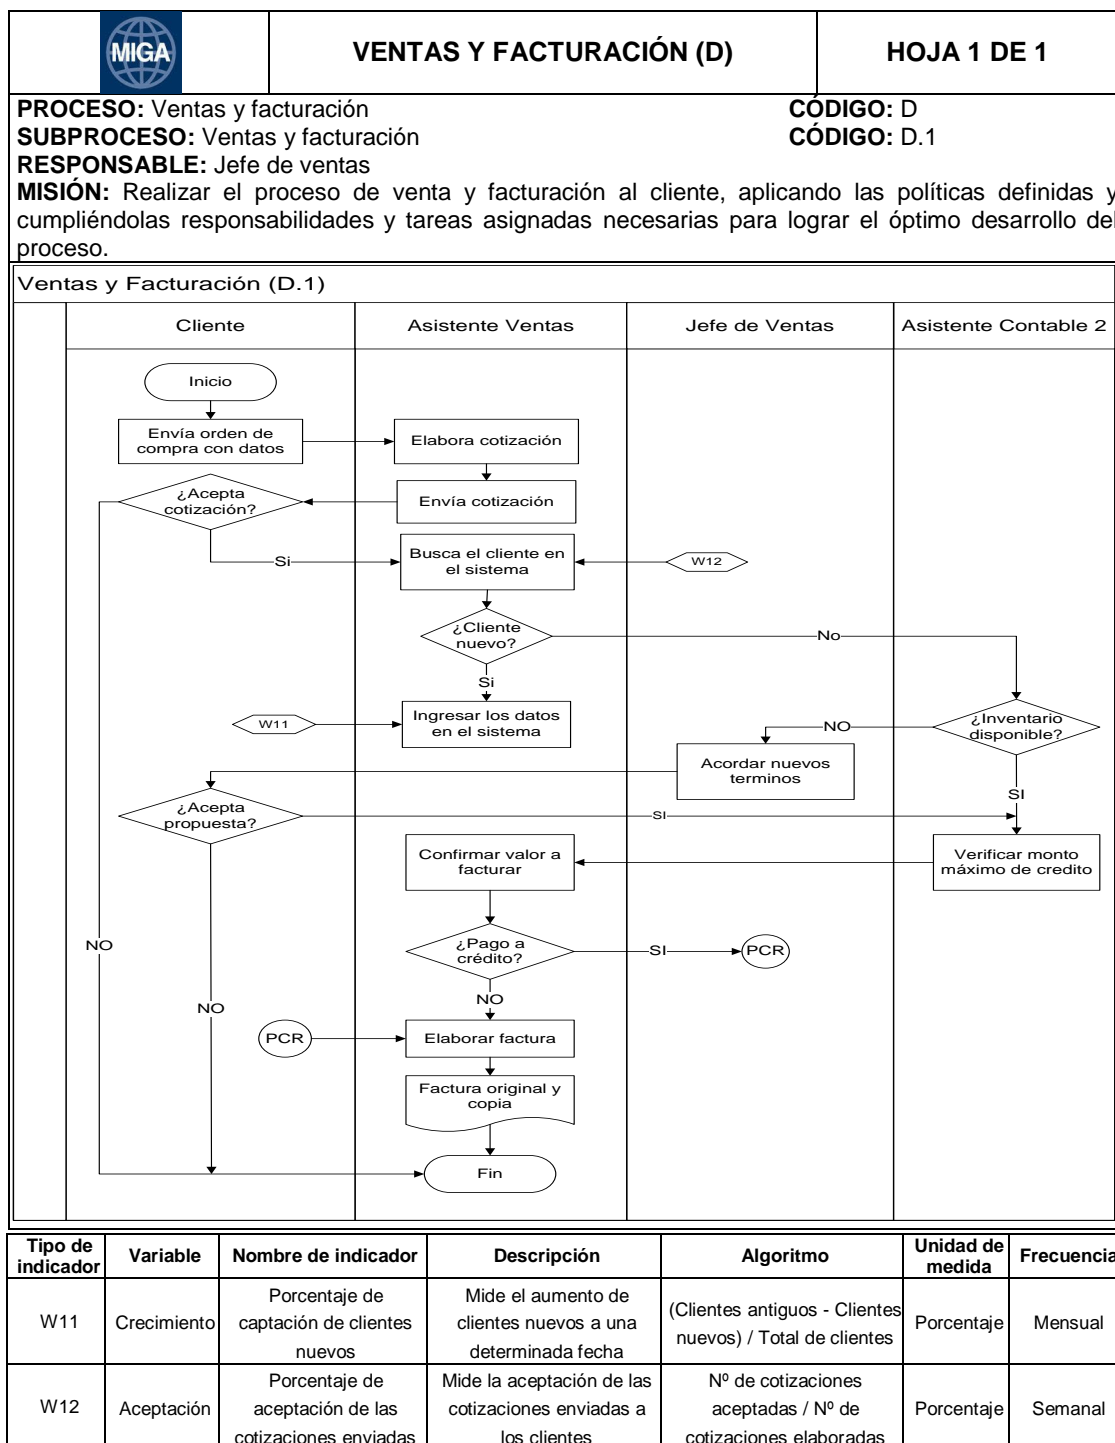 MIGA
VENTAS Y FACTURACIÓN (D)
HOJA 1 DE 1
PROCESO: Ventas y facturación CÓDIGO: D
SUBPROCESO: Ventas y facturación CÓDIGO: D.1
RESPONSABLE: Jefe de ventas
MISIÓN: Realizar el proceso de venta y facturación al cliente, aplicando las políticas definidas y
cumpliéndolas responsabilidades y tareas asignadas necesarias para lograr el óptimo desarrollo del
proceso.
Ventas y Facturación (D.1)
Cliente
Asistente Ventas
Jefe de Ventas
Asistente Contable 2
Inicio
Envía orden de
compra con datos
Elabora cotización
¿Acepta
cotización?
Envía cotización
Si
Busca el cliente en
el sistema
W12
¿Cliente
nuevo?
No
Si
W11
Ingresar los datos
en el sistema
NO
¿Inventario
disponible?
Acordar nuevos
terminos
SI
¿Acepta
propuesta?
SI
Confirmar valor a
facturar
Verificar monto
máximo de credito
NO
¿Pago a
crédito?
SI
PCR
NO
NO
PCR
Elaborar factura
Factura original y
copia
Fin
Tipo de
indicador
Variable
Nombre de indicador
Descripción
Algoritmo
Unidad de
medida
Frecuencia
W11
Crecimiento
Porcentaje de
captación de clientes
nuevos
Mide el aumento de
clientes nuevos a una
determinada fecha
(Clientes antiguos - Clientes
nuevos) / Total de clientes
Porcentaje
Mensual
W12
Aceptación
Porcentaje de
aceptación de las
cotizaciones enviadas
Mide la aceptación de las
cotizaciones enviadas a
los clientes
Nº de cotizaciones
aceptadas / Nº de
cotizaciones elaboradas
Porcentaje
Semanal